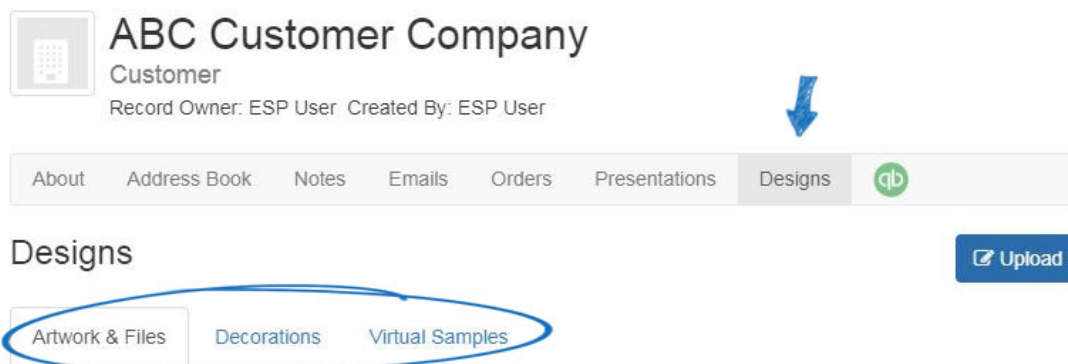 ABC Customer Company
Customer
Record Owner: ESP User Created By: ESP User
About Address Book Notes Emails Orders Presentations Designs qb
Designs
Upload
Artwork & Files Decorations Virtual Samples